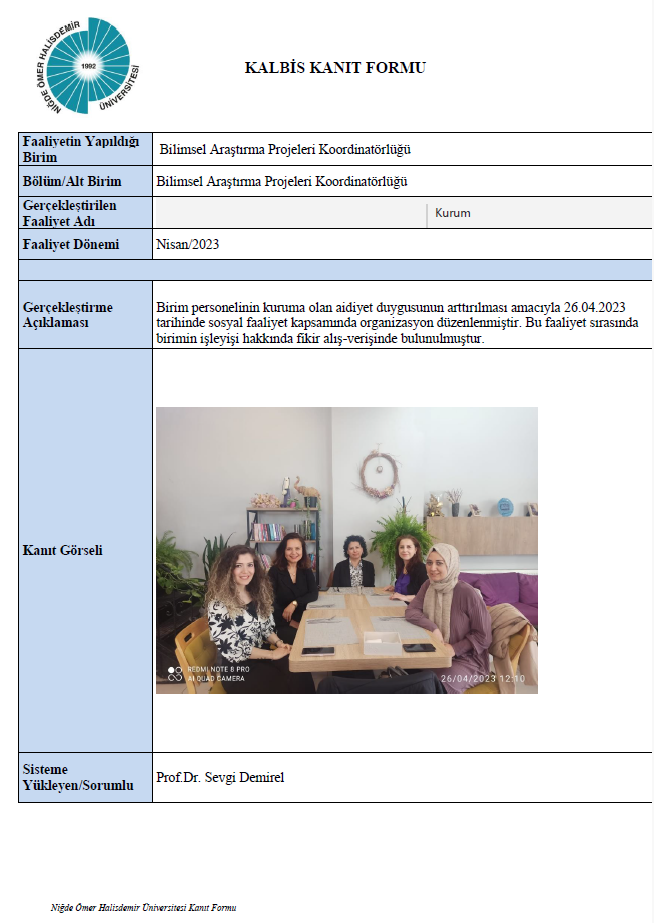 NİĞDE ÖMER HALİSDEMİR
ÜNİVERSİTESİ
1992
KALBİS KANIT FORMU
Faaliyetin Yapıldığı
Birim
Bilimsel Araştırma Projeleri Koordinatörlüğü
Bölüm/Alt Birim
Bilimsel Araştırma Projeleri Koordinatörlüğü
Gerçekleştirilen
Faaliyet Adı
Kurum
Faaliyet Dönemi
Nisan/2023
Gerçekleştirme
Açıklaması
Birim personelinin kuruma olan aidiyet duygusunun arttırılması amacıyla 26.04.2023
tarihinde sosyal faaliyet kapsamında organizasyon düzenlenmiştir. Bu faaliyet sırasında
birimin işleyişi hakkında fikir alış-verişinde bulunulmuştur.
Kanıt Görseli
REDMI NOTE 8 PRO
AI QUAD CAMERA
26/04/2023 12:10
Sisteme
Yükleyen/Sorumlu
Prof.Dr. Sevgi Demirel
Niğde Ömer Halisdemir Üniversitesi Kanıt Formu